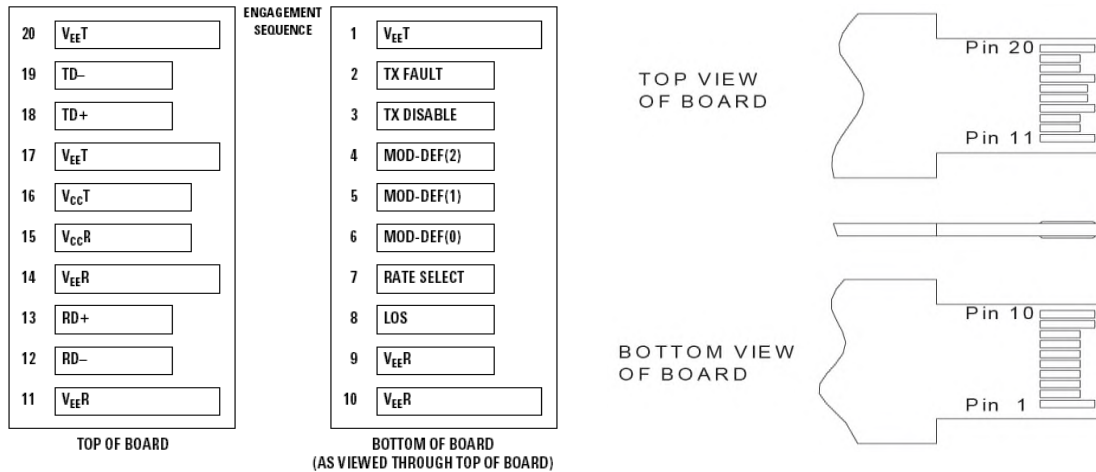 ENGAGEMENT
SEQUENCE
20 VEET
19 TD–
18 TD+
17 VEET
16 VCCT
15 VCCR
14 VEER
13 RD+
12 RD–
11 VEER
TOP OF BOARD
1 VEET
2 TX FAULT
3 TX DISABLE
4 MOD-DEF(2)
5 MOD-DEF(1)
6 MOD-DEF(0)
7 RATE SELECT
8 LOS
9 VEER
10 VEER
BOTTOM OF BOARD
(AS VIEWED THROUGH TOP OF BOARD)
TOP VIEW
OF BOARD
Pin 20
Pin 11
BOTTOM VIEW
OF BOARD
Pin 10
Pin 1